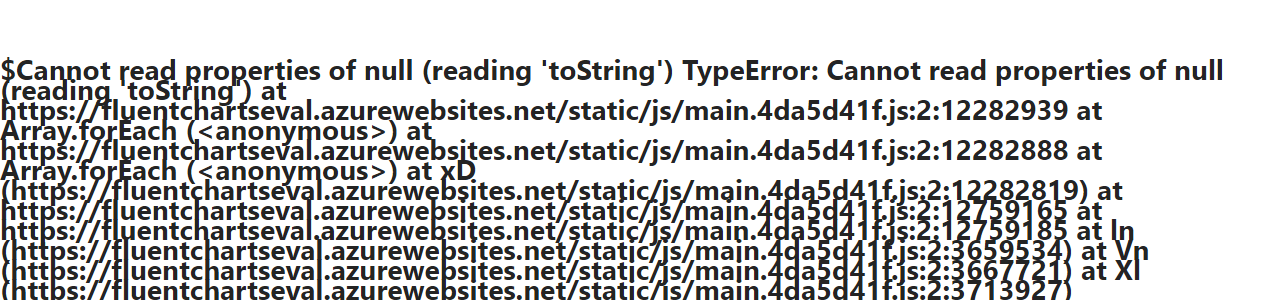 $Cannot read properties of null (reading 'toString') TypeError: Cannot read properties of null
(reading 'toString') at
https://fluentchartseval.azurewebsites.net/static/js/main.4da5d41f.js:2:12282939 at
Array.forEach (<anonymous>) at
https://fluentchartseval.azurewebsites.net/static/js/main.4da5d41f.js:2:12282888 at
Array.forEach (<anonymous>) at xD
(https://fluentchartseval.azurewebsites.net/static/js/main.4da5d41f.js:2:12282819) at
https://fluentchartseval.azurewebsites.net/static/js/main.4da5d41f.js:2:12759165 at
https://fluentchartseval.azurewebsites.net/static/js/main.4da5d41f.js:2:12759185 at ln
(https://fluentchartseval.azurewebsites.net/static/js/main.4da5d41f.js:2:3659534) at Vn
(https://fluentchartseval.azurewebsites.net/static/js/main.4da5d41f.js:2:3667721) at Xl
(https://fluentchartseval.azurewebsites.net/static/js/main.4da5d41f.js:2:3713927)